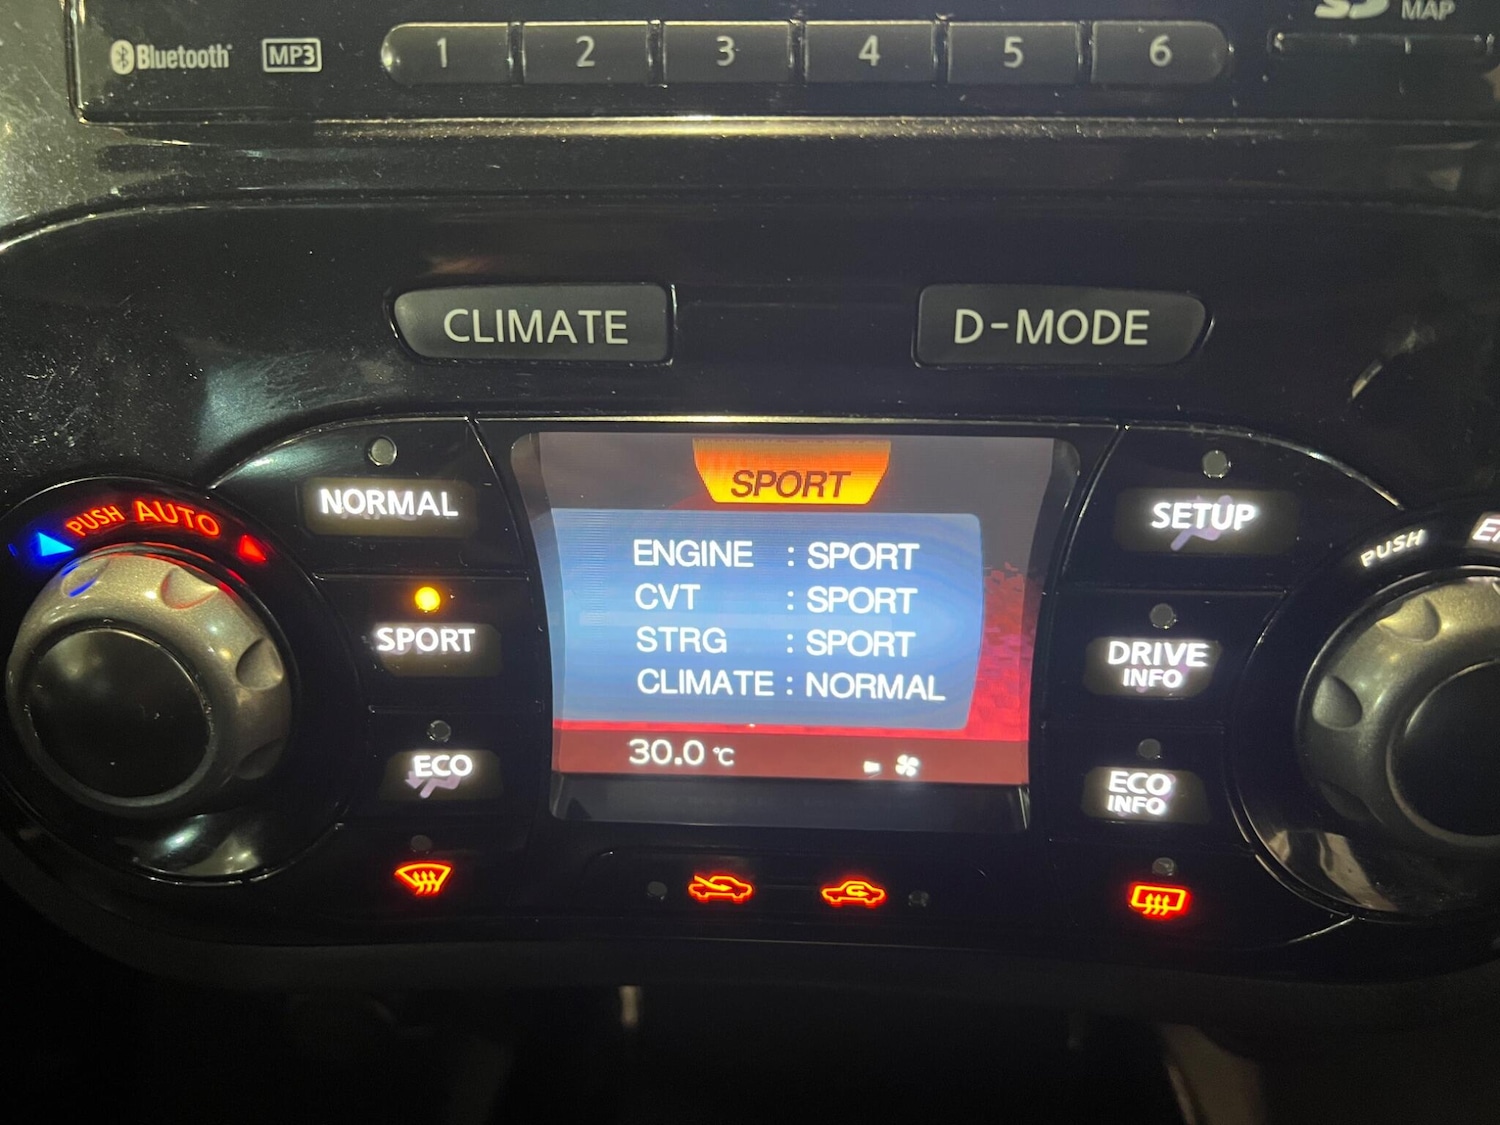 Bluetooth MP3 1 2 3 4 5 6 MAP
CLIMATE D-MODE
PUSH AUTO
NORMAL
SPORT
ECO
SPORT
ENGINE : SPORT
CVT : SPORT
STRG : SPORT
CLIMATE : NORMAL
30.0 °C
SETUP
DRIVE
INFO
ECO
INFO
PUSH